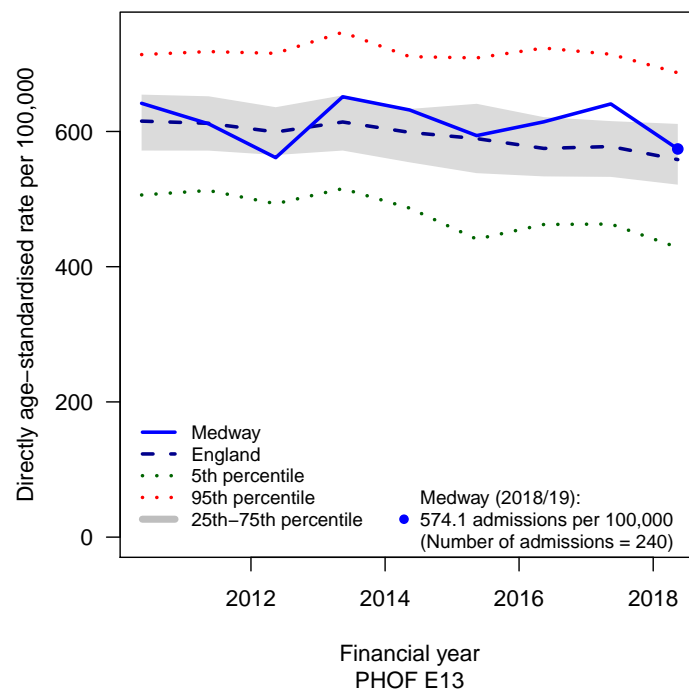 Directly age−standardised rate per 100,000
600
400
200
0
Medway
England
5th percentile
95th percentile
25th−75th percentile
Medway (2018/19):
574.1 admissions per 100,000
(Number of admissions = 240)
2012
2014
2016
2018
Financial year
PHOF E13